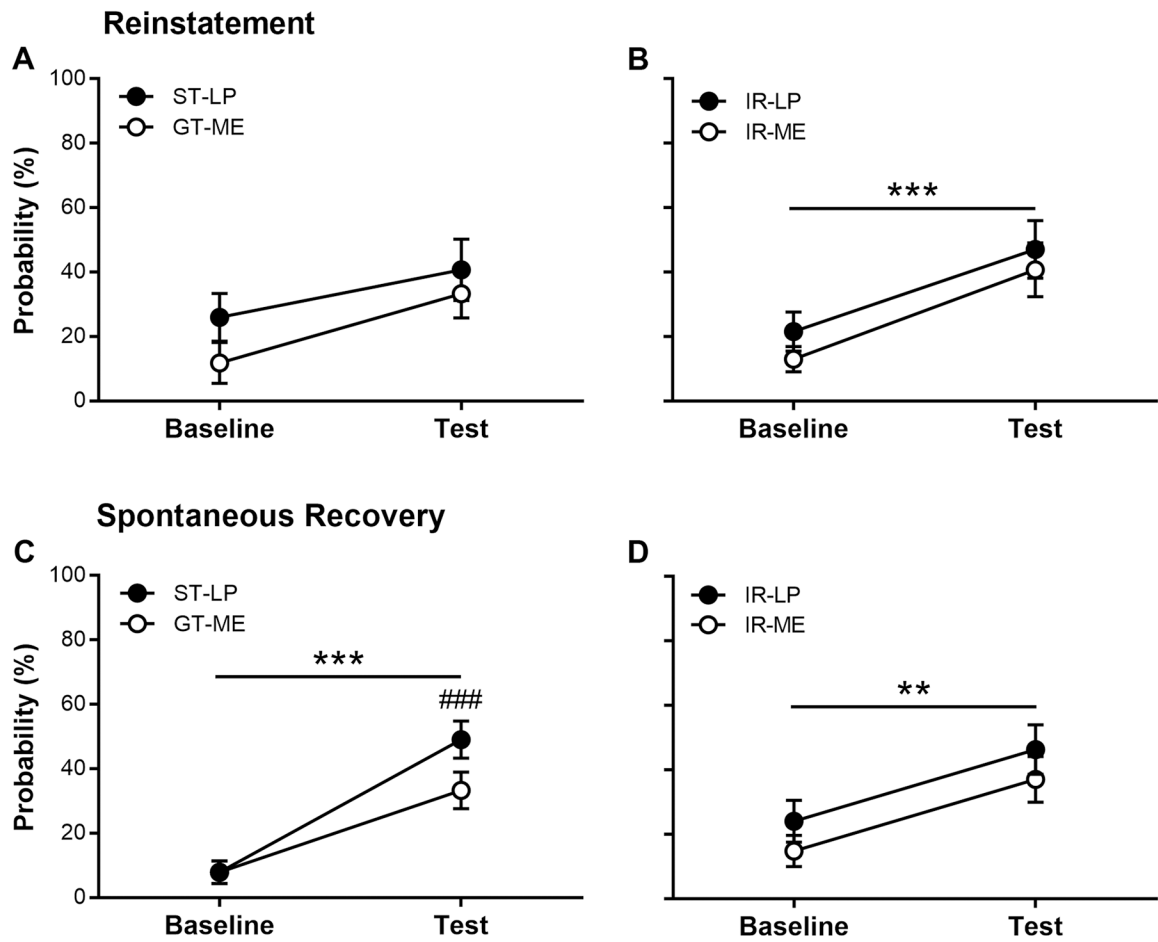 Reinstatement
A
100
80
60
40
20
0
Probability (%)
ST-LP
GT-ME
Baseline Test
B
IR-LP
IR-ME
***
Baseline Test
Spontaneous Recovery
C
100
80
60
40
20
0
Probability (%)
ST-LP
GT-ME
***
###
Baseline Test
D
IR-LP
IR-ME
**
Baseline Test